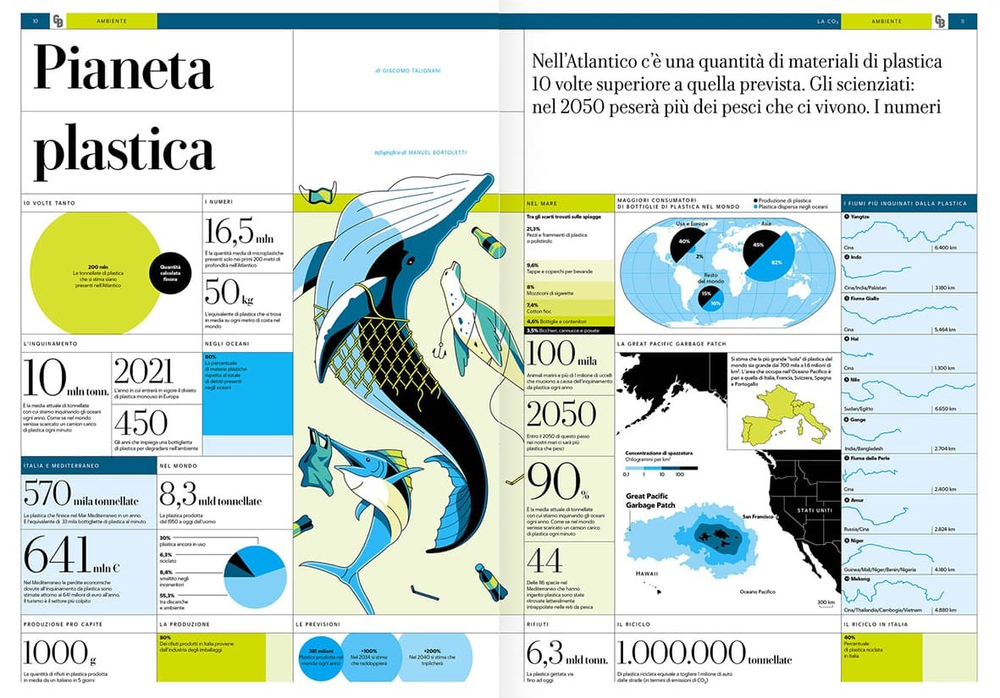 10
GB
AMBIENTE
LA CO₂
AMBIENTE
GB
11
Pianeta
plastica
di GIACOMO TALIGNANI
Infografica di MANUEL BORTOLETTI
Nell’Atlantico c’è una quantità di materiali di plastica
10 volte superiore a quella prevista. Gli scienziati:
nel 2050 peserà più dei pesci che ci vivono. I numeri
10 VOLTE TANTO
200 mln
Le tonnellate di plastica
che si stima siano
presenti nell'Atlantico
Quantità
calcolata
finora
I NUMERI
16,5 mln
È la quantità media di microplastiche
presenti solo nei primi 200 metri di
profondità nell'Atlantico
50 kg
L'equivalente di plastica che si trova
in media su ogni metro di costa nel
mondo
L'INQUINAMENTO
10 mln tonn.
È la media attuale di tonnellate
con cui stiamo inquinando gli oceani
ogni anno. Come se nel mondo
venisse scaricato un camion carico
di plastica ogni minuto
2021
L'anno in cui entrerà in vigore il divieto
di plastica monouso in Europa
450
Gli anni che impiega una bottiglietta
di plastica per degradarsi nell'ambiente
NEGLI OCEANI
80%
La percentuale
di materie plastiche
rispetto al totale
di detriti presenti
negli oceani
ITALIA E MEDITERRANEO
570 mila tonnellate
La plastica che finisce nel Mar Mediterraneo in un anno.
È l'equivalente di 33 mila bottigliette di plastica al minuto
641 mln €
Nel Mediterraneo le perdite economiche
dovute all'inquinamento da plastica sono
stimate attorno ai 641 milioni di euro all'anno.
Il turismo è il settore più colpito
NEL MONDO
8,3 mld tonnellate
La plastica prodotta
dal 1950 a oggi dall'uomo
30%
plastica ancora in uso
6,3%
riciclato
8,4%
smaltito negli
inceneritori
55,3%
tra discariche
e ambiente
PRODUZIONE PRO CAPITE
1000 g
La quantità di rifiuti in plastica prodotta
in media da un italiano in 5 giorni
LA PRODUZIONE
80%
Dei rifiuti prodotti in Italia proviene
dall'industria degli imballaggi
LE PREVISIONI
381 milioni
Plastica prodotta nel
mondo ogni anno
+100%
Nel 2034 si stima
che raddoppierà
+200%
Nel 2040 si stima che
triplicherà
NEL MARE
Tra gli scarti trovati sulle spiagge
21,3%
Pezzi e frammenti di plastica
o polistirolo
9,6%
Tappe e coperchi per bevande
8%
Mozziconi di sigarette
7,4%
Cotton fioc
4,6% Bottiglie e contenitori
3,5% Bicchieri, cannucce e posate
100 mila
Animali marini e più di 1 milione di uccelli
che muoiono a causa dell'inquinamento
da plastica ogni anno
2050
Entro il 2050 di questo passo
nei nostri mari ci sarà più
plastica che pesci
90 %
È la media attuale di tonnellate
con cui stiamo inquinando gli oceani
ogni anno. Come se nel mondo
venisse scaricato un camion carico
di plastica ogni minuto
44
Delle 116 specie nel
Mediterraneo che hanno
ingerito plastica sono state
ritrovate letteralmente
intrappolate nelle reti da pesca
RIFIUTI
6,3 mld tonn.
La plastica gettata via
fino ad oggi
MAGGIORI CONSUMATORI
DI BOTTIGLIE DI PLASTICA NEL MONDO
Produzione di plastica
Plastica dispersa negli oceani
Usa e Europa
40%
2%
Asia
45%
82%
Resto
del mondo
15%
16%
LA GREAT PACIFIC GARBAGE PATCH
Si stima che la più grande "isola" di plastica del
mondo sia grande dai 700 mila a 1.6 milioni di
km². L'area che occupa nell'Oceano Pacifico è
pari a quella di Italia, Francia, Svizzera, Spagna
e Portogallo
Concentrazione di spazzatura
Chilogrammi per km²
0,1 1 10 100
Great Pacific
Garbage Patch
San Francisco
STATI UNITI
HAWAII
Oceano Pacifico
300 km
IL RICICLO
1.000.000 tonnellate
Di plastica riciclata equivale a togliere 1 milione di auto
dalle strade (in termini di emissioni di CO₂)
I FIUMI PIÙ INQUINATI DALLA PLASTICA
1 Yangtze
Cina 6.400 km
2 Indo
Cina/India/Pakistan 3.180 km
3 Fiume Giallo
Cina 5.464 km
4 Hai
Cina 1.300 km
5 Nilo
Sudan/Egitto 6.650 km
6 Gange
India/Bangladesh 2.704 km
7 Fiume delle Perle
Cina 2.400 km
8 Amur
Russia/Cina 2.824 km
9 Niger
Guinea/Mali/Niger/Benin/Nigeria 4.180 km
10 Mekong
Cina/Thailandia/Cambogia/Vietnam 4.880 km
IL RICICLO IN ITALIA
40%
Percentuale
di plastica riciclata
in Italia